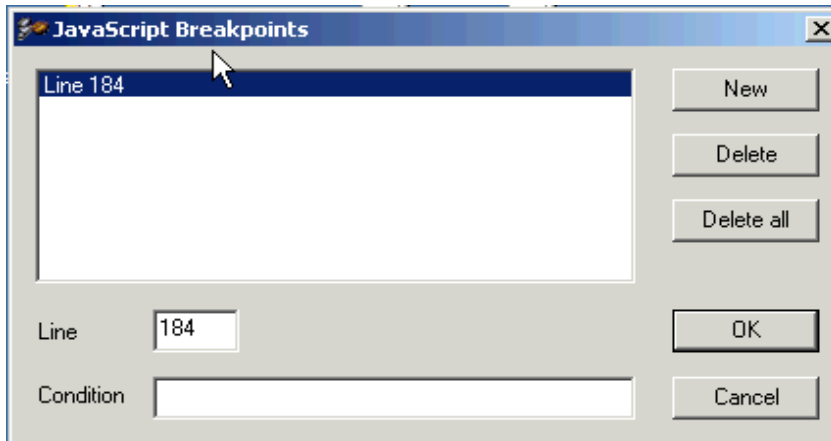 JavaScript Breakpoints
Line 184
New
Delete
Delete all
Line
184
OK
Condition
Cancel